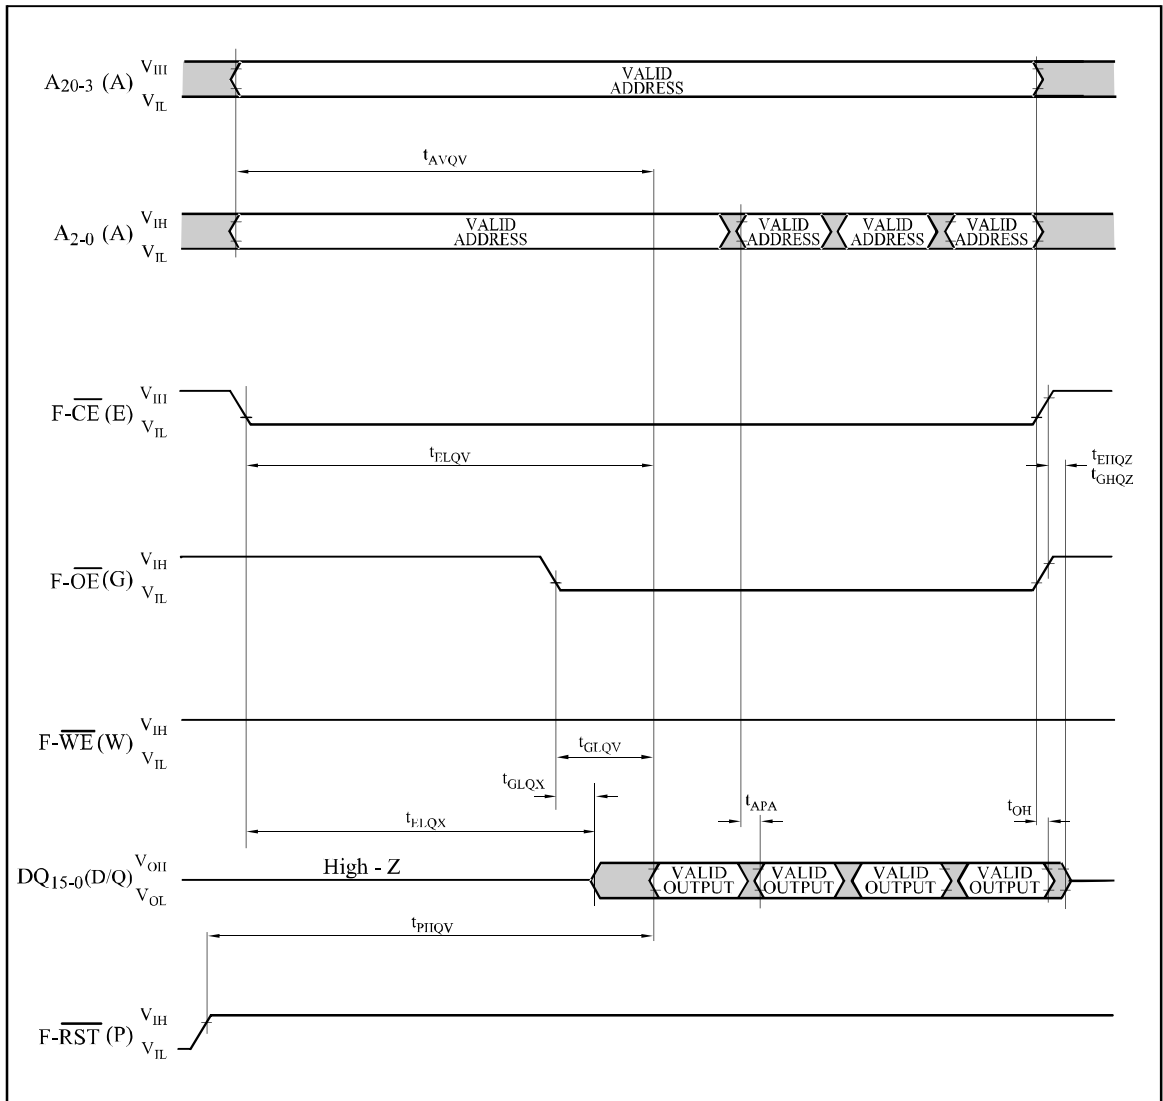 A20-3 (A) VIH VALID ADDRESS
VIL
tAVQV
A2-0 (A) VIH VALID ADDRESS VALID ADDRESS VALID ADDRESS VALID ADDRESS
VIL
F-CE (E) VIH
VIL
tELQV
tEHQZ
tGHQZ
F-OE (G) VIH
VIL
F-WE (W) VIH
VIL
tGLQV
tGLQX
tELQX
tAPA
tOH
DQ15-0 (D/Q) VOH High - Z VALID OUTPUT VALID OUTPUT VALID OUTPUT VALID OUTPUT
VOL
tPHQV
F-RST (P) VIH
VIL